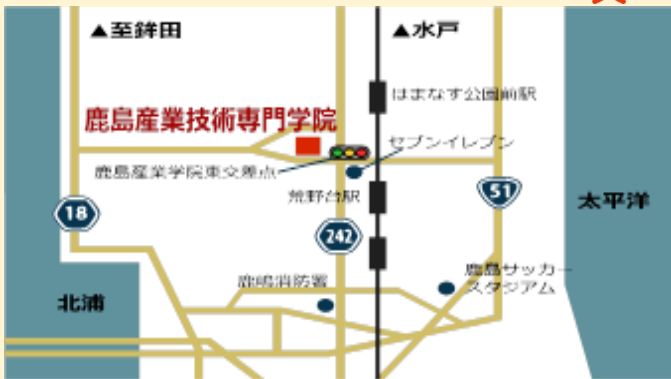 ▲至鉾田
▲水戸
はまなす公園前駅
鹿島産業技術専門学院
セブンイレブン
鹿島産業学院東交差点
荒野台駅
51
太平洋
18
242
鹿嶋消防署
鹿島サッカー
スタジアム
北浦